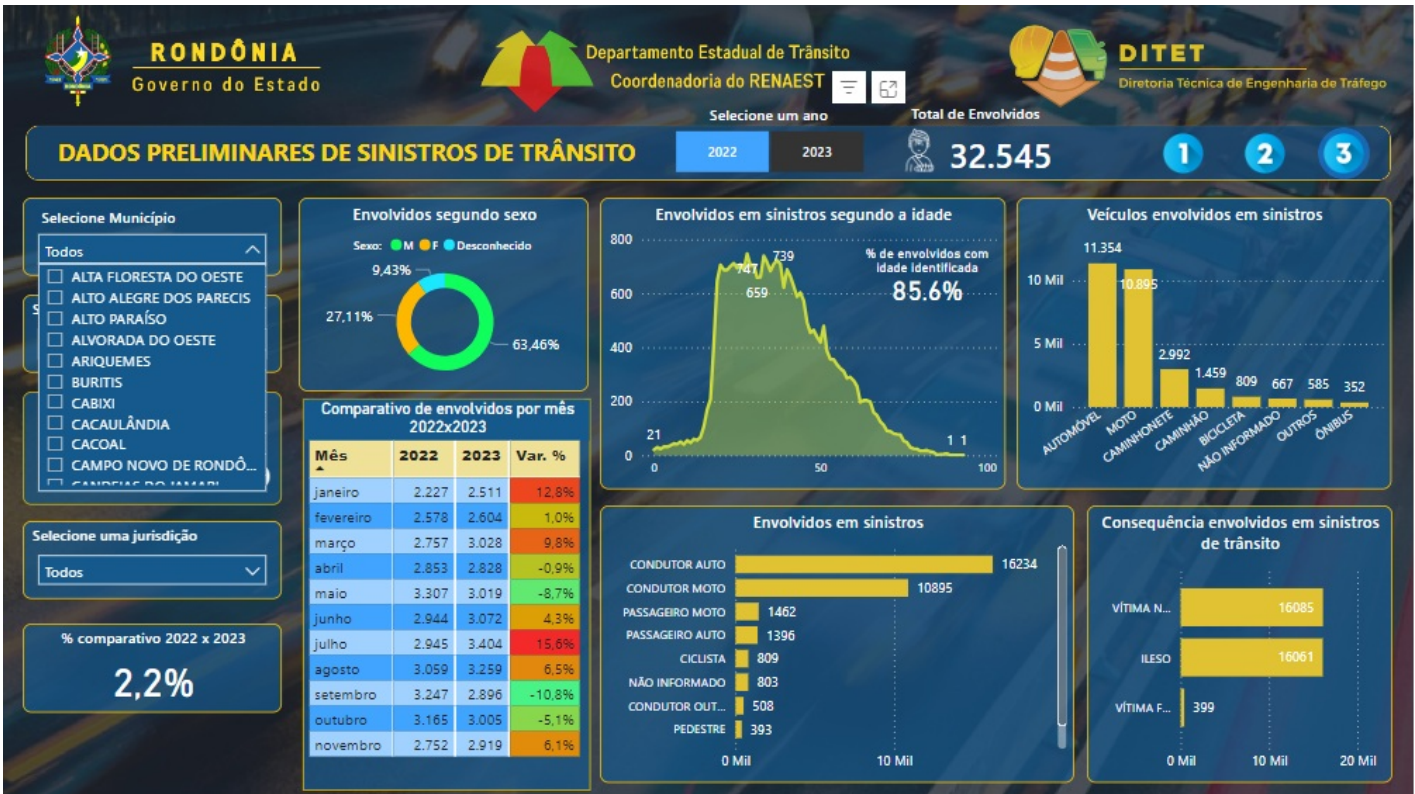 RONDÔNIA
Governo do Estado
Departamento Estadual de Trânsito
Coordenadoria do RENAEST
DITET
Diretoria Técnica de Engenharia de Tráfego
DADOS PRELIMINARES DE SINISTROS DE TRÂNSITO
Selecione um ano
2022 2023
Total de Envolvidos
32.545
1 2 3
Selecione Município
Todos
ALTA FLORESTA DO OESTE
ALTO ALEGRE DOS PARECIS
ALTO PARAÍSO
ALVORADA DO OESTE
ARIQUEMES
BURITIS
CABIXI
CACAULÂNDIA
CACOAL
CAMPO NOVO DE RONDÔ...
Selecione uma jurisdição
Todos
% comparativo 2022 x 2023
2,2%
Envolvidos segundo sexo
Sexo: M F Desconhecido
9,43%
27,11%
63,46%
Comparativo de envolvidos por mês
2022x2023
Mês 2022 2023 Var. %
janeiro 2.227 2.511 12,8%
fevereiro 2.578 2.604 1,0%
março 2.757 3.028 9,8%
abril 2.853 2.828 -0,9%
maio 3.307 3.019 -8,7%
junho 2.944 3.072 4,3%
julho 2.945 3.404 15,6%
agosto 3.059 3.259 6,5%
setembro 3.247 2.896 -10,8%
outubro 3.165 3.005 -5,1%
novembro 2.752 2.919 6,1%
Envolvidos em sinistros segundo a idade
800
600
400
200
0
21
747
739
659
1 1
0 50 100
% de envolvidos com
idade identificada
85.6%
Veículos envolvidos em sinistros
10 Mil
5 Mil
0 Mil
11.354
10.895
2.992
1.459
809
667
585
352
AUTOMÓVEL
MOTO
CAMINHONETE
CAMINHÃO
BICICLETA
NÃO INFORMADO
OUTROS
ÔNIBUS
Envolvidos em sinistros
CONDUTOR AUTO 16234
CONDUTOR MOTO 10895
PASSAGEIRO MOTO 1462
PASSAGEIRO AUTO 1396
CICLISTA 809
NÃO INFORMADO 803
CONDUTOR OUT... 508
PEDESTRE 393
0 Mil 10 Mil
Consequência envolvidos em sinistros
de trânsito
VÍTIMA N... 16085
ILESO 16061
VÍTIMA F... 399
0 Mil 10 Mil 20 Mil